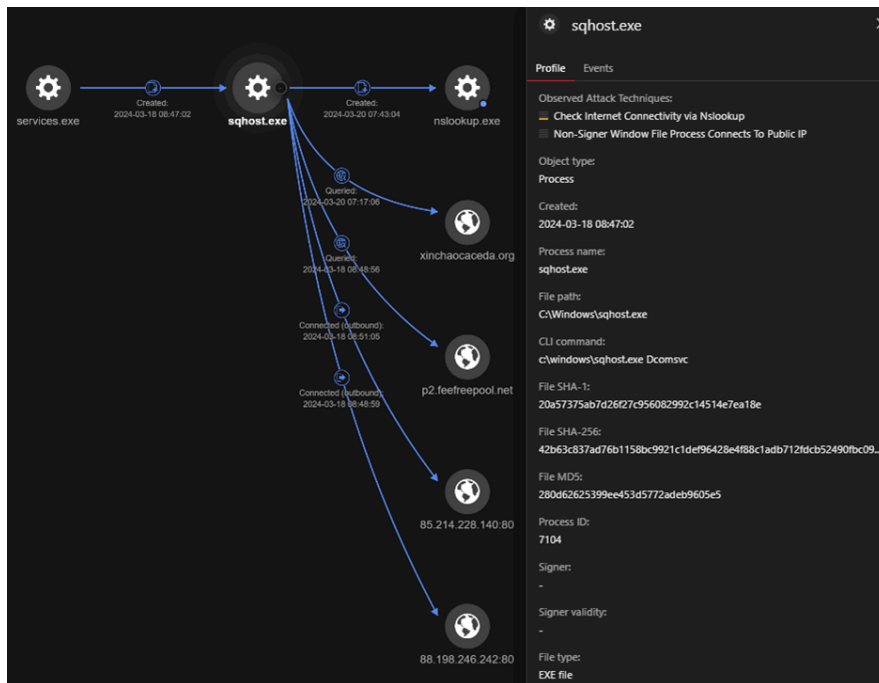 services.exe
Created:
2024-03-18 08:47:02
sqhost.exe
Created:
2024-03-20 07:43:04
nslookup.exe
Queried:
2024-03-20 07:17:06
xinchaocaceda.org
Queried:
2024-03-18 08:48:56
p2.feefreepool.net
Connected (outbound):
2024-03-18 08:51:05
85.214.228.140:80
Connected (outbound):
2024-03-18 08:48:59
88.198.246.242:80
sqhost.exe
Profile Events
Observed Attack Techniques:
Check Internet Connectivity via Nslookup
Non-Signer Window File Process Connects To Public IP
Object type:
Process
Created:
2024-03-18 08:47:02
Process name:
sqhost.exe
File path:
C:\Windows\sqhost.exe
CLI command:
c:\windows\sqhost.exe Dcomsvc
File SHA-1:
20a57375ab7d26f27c956082992c14514e7ea18e
File SHA-256:
42b63c837ad76b1158bc9921c1def96428e4f88c1adb712fdcb52490fbc09...
File MD5:
280d62625399ee453d5772adeb9605e5
Process ID:
7104
Signer:
-
Signer validity:
-
File type:
EXE file